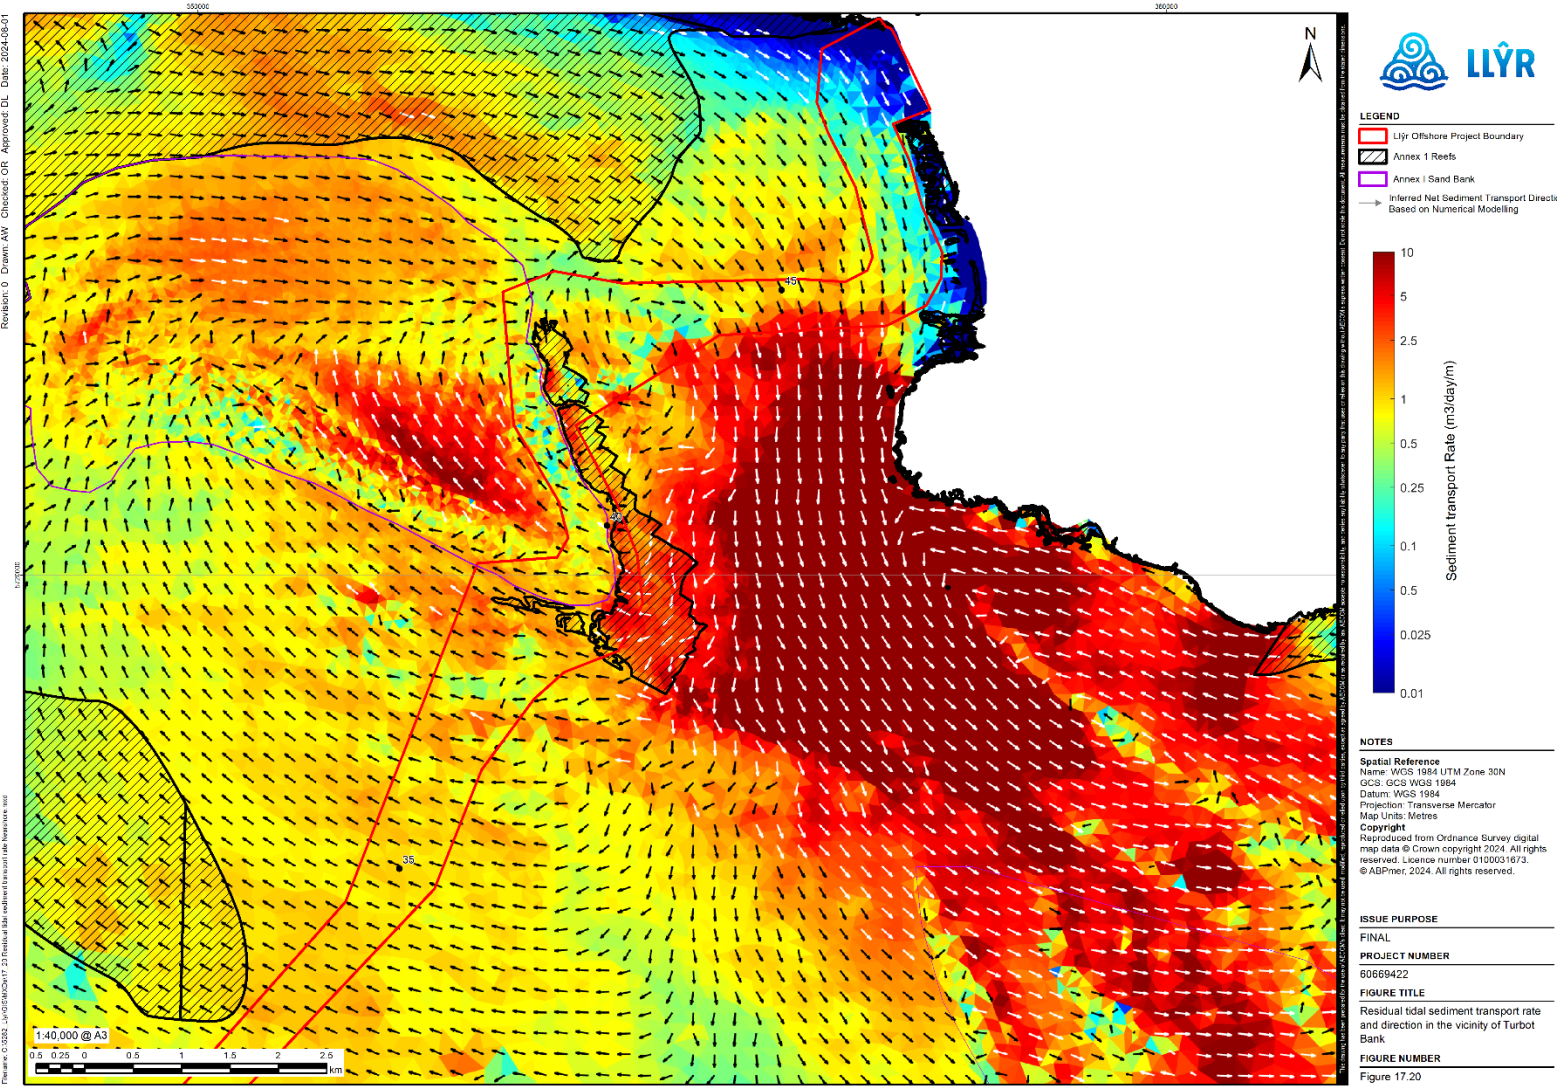 350000
360000
N
LLŶR
LEGEND
Llŷr Offshore Project Boundary
Annex 1 Reefs
Annex I Sand Bank
Inferred Net Sediment Transport Directio
Based on Numerical Modelling
10
5
2.5
1
0.5
0.25
0.1
0.5
0.025
0.01
Sediment transport Rate (m3/day/m)
45
35
1:40,000 @ A3
0.5 0.25 0 0.5 1 1.5 2 2.5
km
NOTES
Spatial Reference
Name: WGS 1984 UTM Zone 30N
GCS: GCS WGS 1984
Datum: WGS 1984
Projection: Transverse Mercator
Map Units: Metres
Copyright
Reproduced from Ordnance Survey digital
map data © Crown copyright 2024. All rights
reserved. Licence number 0100031673.
© ABPmer, 2024. All rights reserved.
ISSUE PURPOSE
FINAL
PROJECT NUMBER
60669422
FIGURE TITLE
Residual tidal sediment transport rate
and direction in the vicinity of Turbot
Bank
FIGURE NUMBER
Figure 17.20
Revision: 0 Drawn: AW Checked: OR Approved: DL Date: 2024-08-01